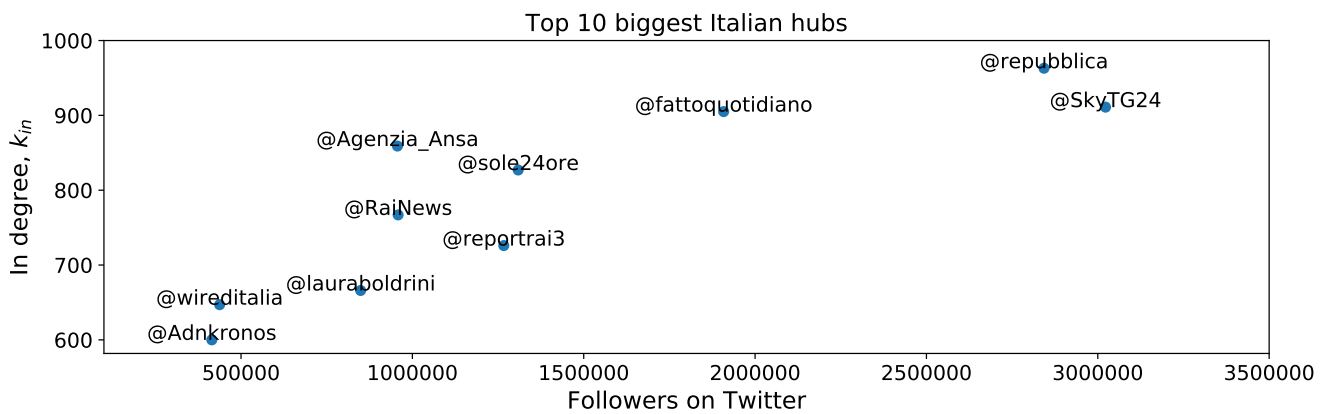 Top 10 biggest Italian hubs
1000
900
800
700
600
In degree, k_in
@repubblica
@SkyTG24
@fattoquotidiano
@Agenzia_Ansa
@sole24ore
@RaiNews
@reportrai3
@lauraboldrini
@wireditalia
@Adnkronos
500000 1000000 1500000 2000000 2500000 3000000 3500000
Followers on Twitter